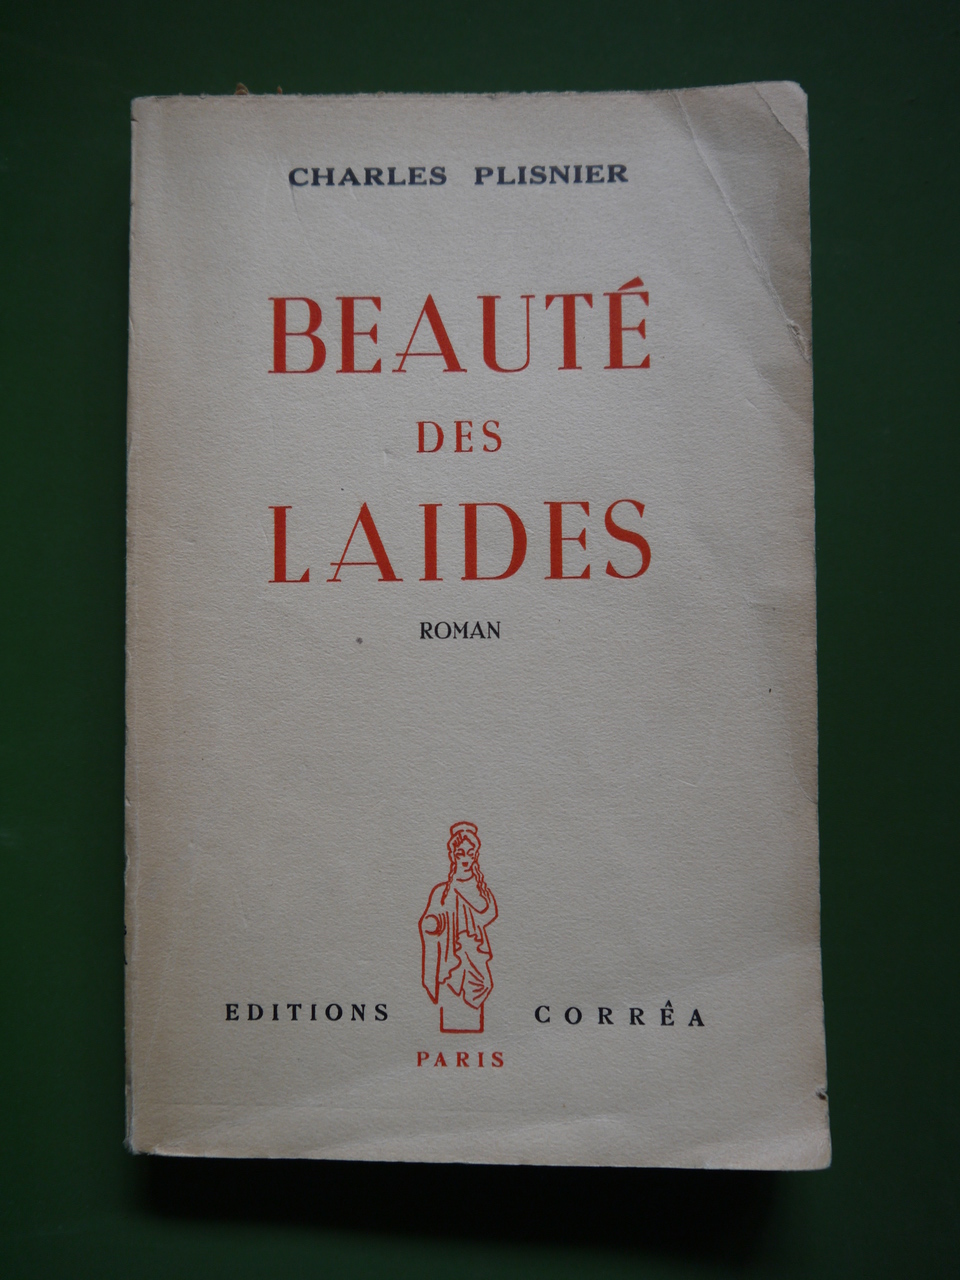 CHARLES PLISNIER
BEAUTÉ
DES
LAIDES
ROMAN
EDITIONS CORRÊA
PARIS